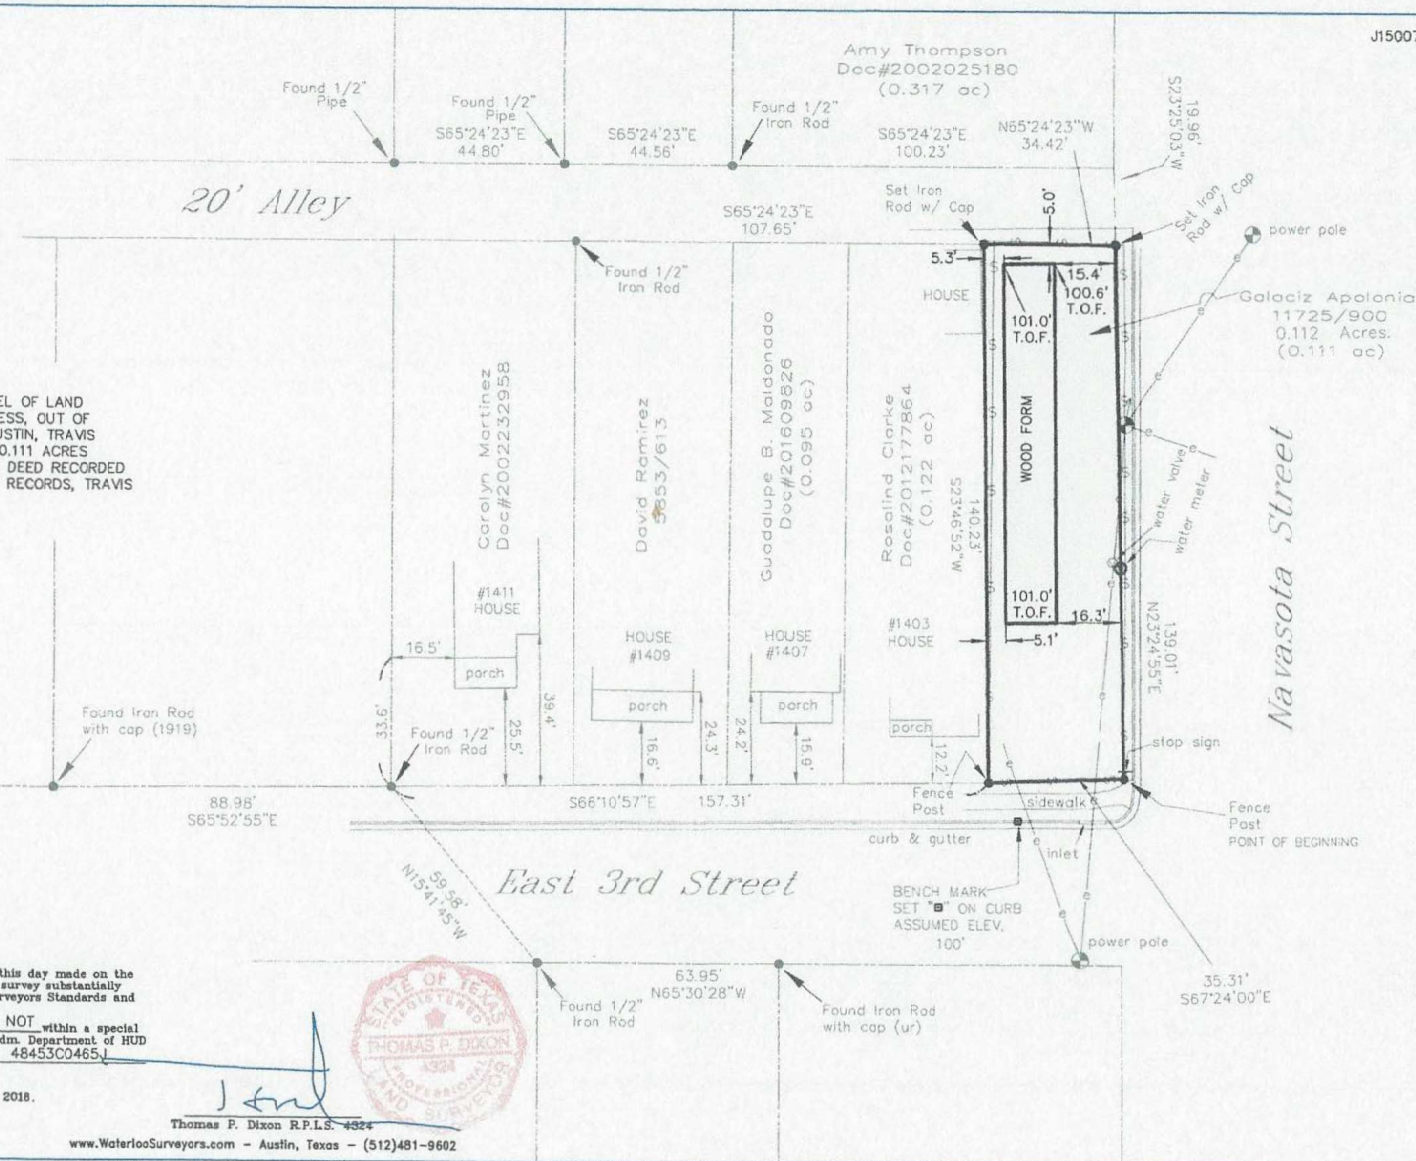 J15007
Amy Thompson
Doc#2002025180
(0.317 ac)
Found 1/2"
Pipe
Found 1/2"
Pipe
Found 1/2"
Iron Rod
S65°24'23"E
44.80'
S65°24'23"E
44.56'
S65°24'23"E
100.23'
N65°24'23"W
34.42'
19.96'
S23°25'03"W
20' Alley
Set Iron
Rod w/ Cap
5.0'
Set Iron
Rod w/ Cap
power pole
S65°24'23"E
107.65'
Found 1/2"
Iron Rod
5.3'
15.4'
HOUSE
100.6'
T.O.F.
101.0'
T.O.F.
Galaciz Apolonia
11725/900
0.112 Acres.
(0.111 ac)
EL OF LAND
ESS, OUT OF
USTIN, TRAVIS
0.111 ACRES
DEED RECORDED
RECORDS, TRAVIS
Carolyn Martinez
Doc#2002232958
David Ramirez
5853/613
Guadalupe B. Maldonado
Doc#201609826
(0.095 ac)
Rosalind Clarke
Doc#2012177864
(0.122 ac)
140.23'
S23°46'52"W
WOOD FORM
water valve
water meter
Navasota Street
139.01'
N23°24'55"E
#1411
HOUSE
101.0'
T.O.F.
16.3'
5.1'
#1403
HOUSE
16.5'
porch
HOUSE
#1409
porch
HOUSE
#1407
porch
porch
33.6'
25.5'
39.4'
16.6'
24.3'
24.2'
15.9'
12.2'
Found Iron Rod
with cap (1919)
Found 1/2"
Iron Rod
stop sign
88.98'
S65°52'55"E
S66°10'57"E 157.31'
Fence
Post
sidewalk
Fence
Post
POINT OF BEGINNING
curb & gutter
inlet
59.58'
N15°41'45"W
East 3rd Street
BENCH MARK
SET "⊡" ON CURB
ASSUMED ELEV.
100'
power pole
35.31'
S67°24'00"E
63.95'
N65°30'28"W
Found 1/2"
Iron Rod
Found Iron Rod
with cap (ur)
this day made on the
survey substantially
rveyors Standards and
NOT within a special
dm. Department of HUD
48453C0465J
2018.
STATE OF TEXAS
REGISTERED
THOMAS P. DIXON
4324
PROFESSIONAL
LAND SURVEYOR
Thomas P. Dixon R.P.L.S. 4324
www.WaterlooSurveyors.com - Austin, Texas - (512)481-9602